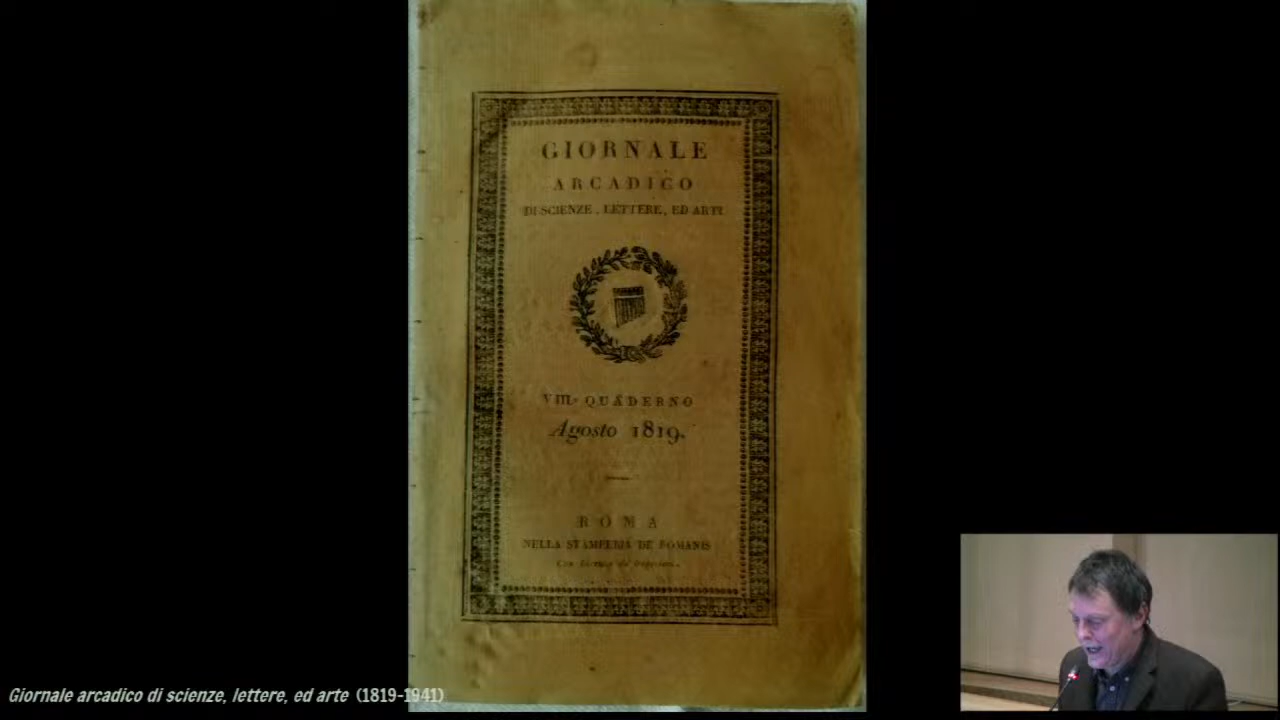 GIORNALE
ARCADICO
DI SCIENZE, LETTERE, ED ARTI
VIII.º QUADERNO
Agosto 1819.
ROMA
NELLA STAMPERIA DE ROMANIS
Giornale arcadico di scienze, lettere, ed arte (1819-1941)